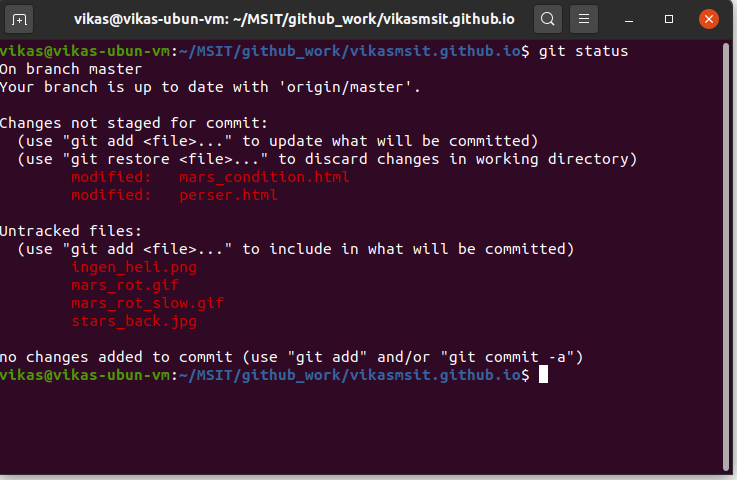 vikas@vikas-ubun-vm: ~/MSIT/github_work/vikasmsit.github.io
vikas@vikas-ubun-vm:~/MSIT/github_work/vikasmsit.github.io$ git status
On branch master
Your branch is up to date with 'origin/master'.
Changes not staged for commit:
(use "git add <file>..." to update what will be committed)
(use "git restore <file>..." to discard changes in working directory)
modified: mars_condition.html
modified: perser.html
Untracked files:
(use "git add <file>..." to include in what will be committed)
ingen_heli.png
mars_rot.gif
mars_rot_slow.gif
stars_back.jpg
no changes added to commit (use "git add" and/or "git commit -a")
vikas@vikas-ubun-vm:~/MSIT/github_work/vikasmsit.github.io$